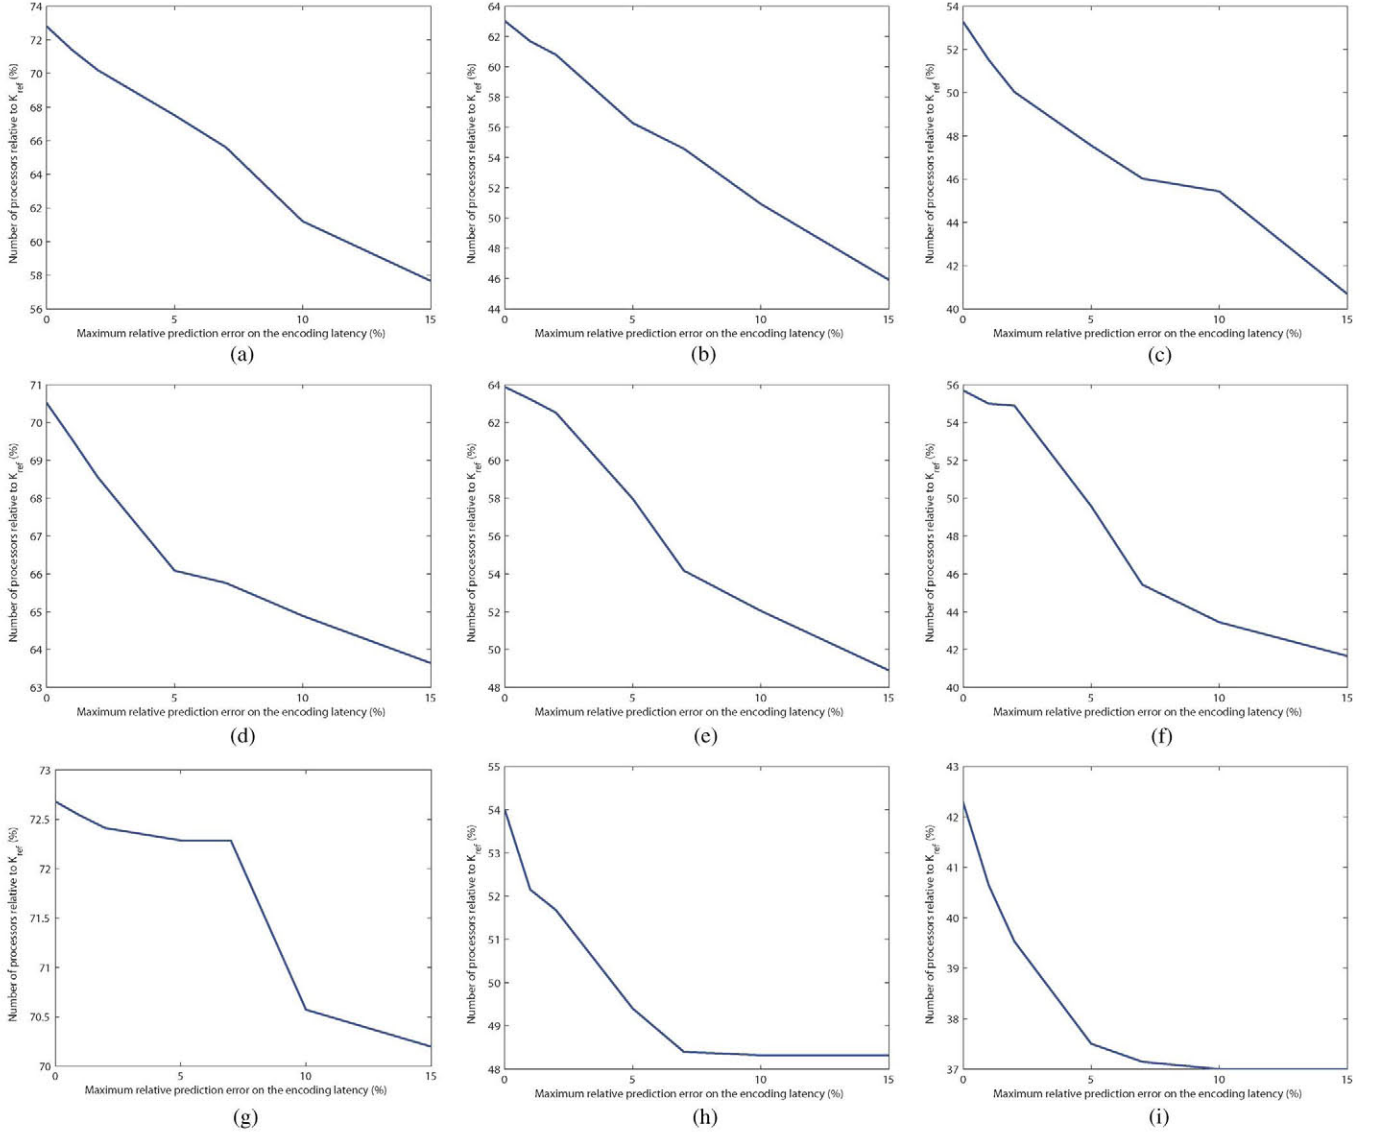 74
72
70
68
66
64
62
60
58
56
0 5 10 15
Number of processors relative to K_ref (%)
Maximum relative prediction error on the encoding latency (%)
(a)
64
62
60
58
56
54
52
50
48
46
44
0 5 10 15
Number of processors relative to K_ref (%)
Maximum relative prediction error on the encoding latency (%)
(b)
54
52
50
48
46
44
42
40
0 5 10 15
Number of processors relative to K_ref (%)
Maximum relative prediction error on the encoding latency (%)
(c)
71
70
69
68
67
66
65
64
63
0 5 10 15
Number of processors relative to K_ref (%)
Maximum relative prediction error on the encoding latency (%)
(d)
64
62
60
58
56
54
52
50
48
0 5 10 15
Number of processors relative to K_ref (%)
Maximum relative prediction error on the encoding latency (%)
(e)
56
54
52
50
48
46
44
42
40
0 5 10 15
Number of processors relative to K_ref (%)
Maximum relative prediction error on the encoding latency (%)
(f)
73
72.5
72
71.5
71
70.5
70
0 5 10 15
Number of processors relative to K_ref (%)
Maximum relative prediction error on the encoding latency (%)
(g)
55
54
53
52
51
50
49
48
0 5 10 15
Number of processors relative to K_ref (%)
Maximum relative prediction error on the encoding latency (%)
(h)
43
42
41
40
39
38
37
0 5 10 15
Number of processors relative to K_ref (%)
Maximum relative prediction error on the encoding latency (%)
(i)